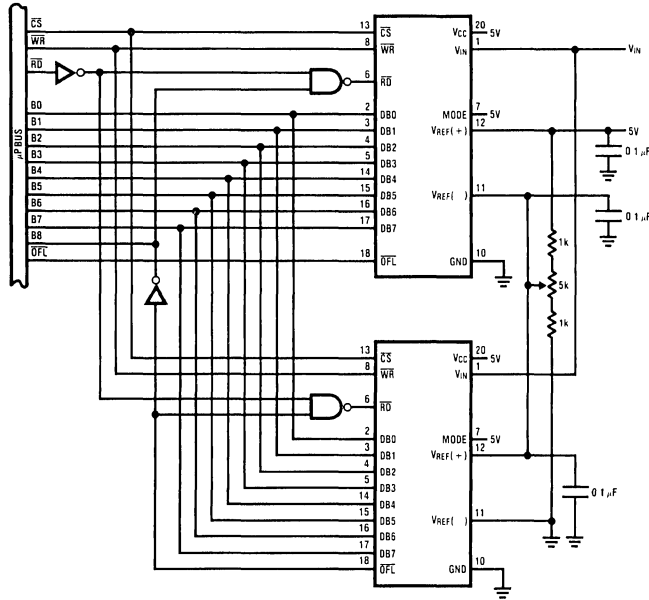 μP BUS
CS
WR
RD
B0
B1
B2
B3
B4
B5
B6
B7
B8
OFL
13 CS
8 WR
6 RD
2 DB0
3 DB1
4 DB2
5 DB3
14 DB4
15 DB5
16 DB6
17 DB7
18 OFL
VCC 20 5V
VIN 1
VIN
MODE 7 5V
VREF(+) 12
5V
0 1 μF
VREF( ) 11
0 1 μF
GND 10
1k
5k
1k
13 CS
8 WR
6 RD
2 DB0
3 DB1
4 DB2
5 DB3
14 DB4
15 DB5
16 DB6
17 DB7
18 OFL
VCC 20 5V
VIN 1
MODE 7 5V
VREF(+) 12
0 1 μF
VREF( ) 11
GND 10